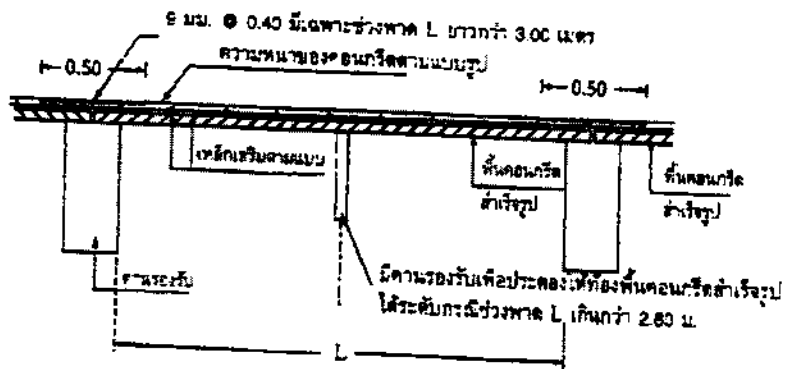 9 มม. @ 0.40 มีเฉพาะช่วงพาด L ยาวกว่า 3.00 เมตร
ความหนาของคอนกรีตตามแบบรูป
0.50
0.50
เหล็กเสริมตามแบบ
พื้นคอนกรีต
สำเร็จรูป
พื้นคอนกรีต
สำเร็จรูป
คานรองรับ
มีคานรองรับเพื่อประคองให้ท้องพื้นคอนกรีตสำเร็จรูป
ได้ระดับกรณีช่วงพาด L เกินกว่า 2.60 ม.
L